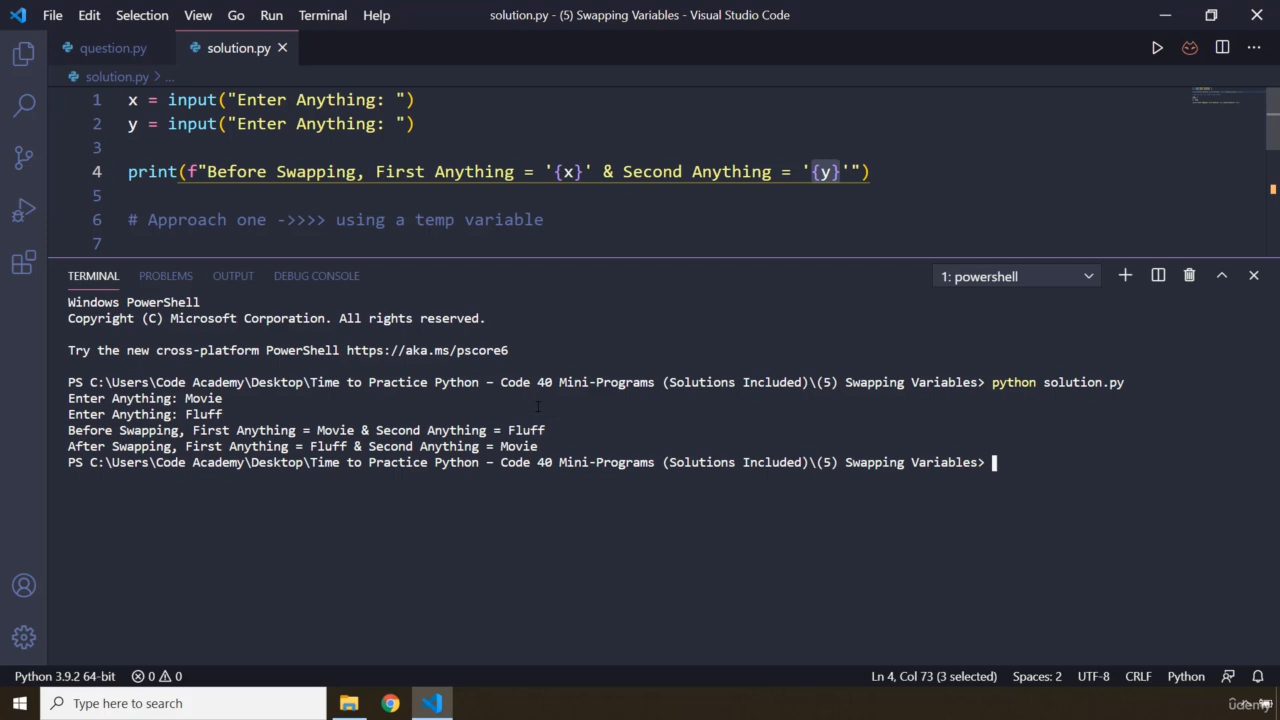 File Edit Selection View Go Run Terminal Help solution.py - (5) Swapping Variables - Visual Studio Code
question.py solution.py
solution.py > ...
1 x = input("Enter Anything: ")
2 y = input("Enter Anything: ")
3
4 print(f"Before Swapping, First Anything = '{x}' & Second Anything = '{y}'")
5
6 # Approach one ->>>> using a temp variable
7
TERMINAL PROBLEMS OUTPUT DEBUG CONSOLE 1: powershell
Windows PowerShell
Copyright (C) Microsoft Corporation. All rights reserved.
Try the new cross-platform PowerShell https://aka.ms/pscore6
PS C:\Users\Code Academy\Desktop\Time to Practice Python - Code 40 Mini-Programs (Solutions Included)\(5) Swapping Variables> python solution.py
Enter Anything: Movie
Enter Anything: Fluff
Before Swapping, First Anything = Movie & Second Anything = Fluff
After Swapping, First Anything = Fluff & Second Anything = Movie
PS C:\Users\Code Academy\Desktop\Time to Practice Python - Code 40 Mini-Programs (Solutions Included)\(5) Swapping Variables>
Python 3.9.2 64-bit 0 0 Ln 4, Col 73 (3 selected) Spaces: 2 UTF-8 CRLF Python
Type here to search
udemy